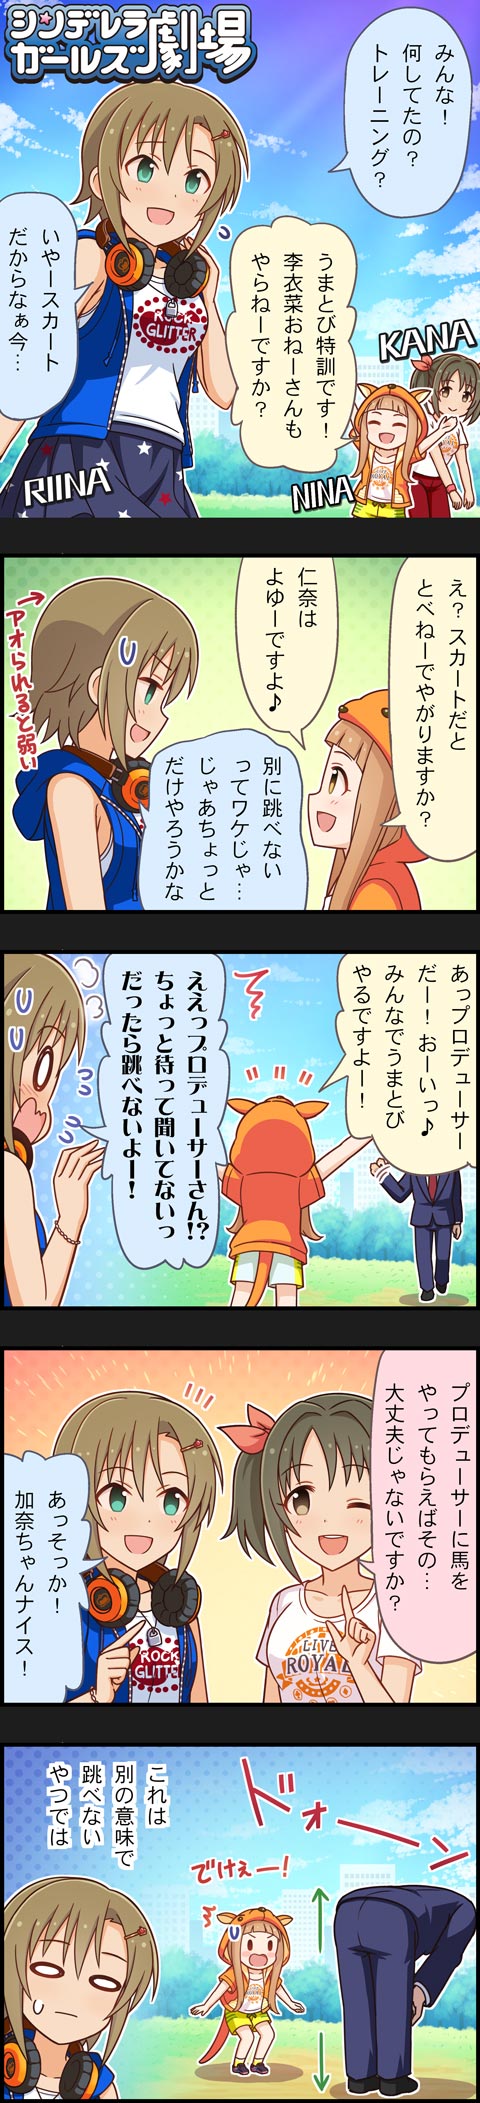 シンデレラ
ガールズ劇場
みんな!
何してたの?
トレーニング?
うまとび特訓です!
李衣菜おねーさんも
やらねーですか?
いやースカート
だからなぁ今…
KANA
NINA
RIINA
ROCK
GLITTER
え?スカートだと
とべねーでやがりますか?
仁奈は
よゆーですよ♪
別に跳べない
ってワケじゃ…
じゃあちょっと
だけやろうかな
アオられると弱い
あっプロデューサー
だー!おーいっ♪
みんなでうまとび
やるですよー!
ええっプロデューサーさん!?
ちょっと待って聞いてないっ
だったら跳べないよー!
プロデューサーに馬を
やってもらえばその…
大丈夫じゃないですか?
あっそっか!
加奈ちゃんナイス!
ROCK
GLITTER
LIVE
ROYAL
ドォーン
でけぇー!
これは
別の意味で
跳べない
やつでは